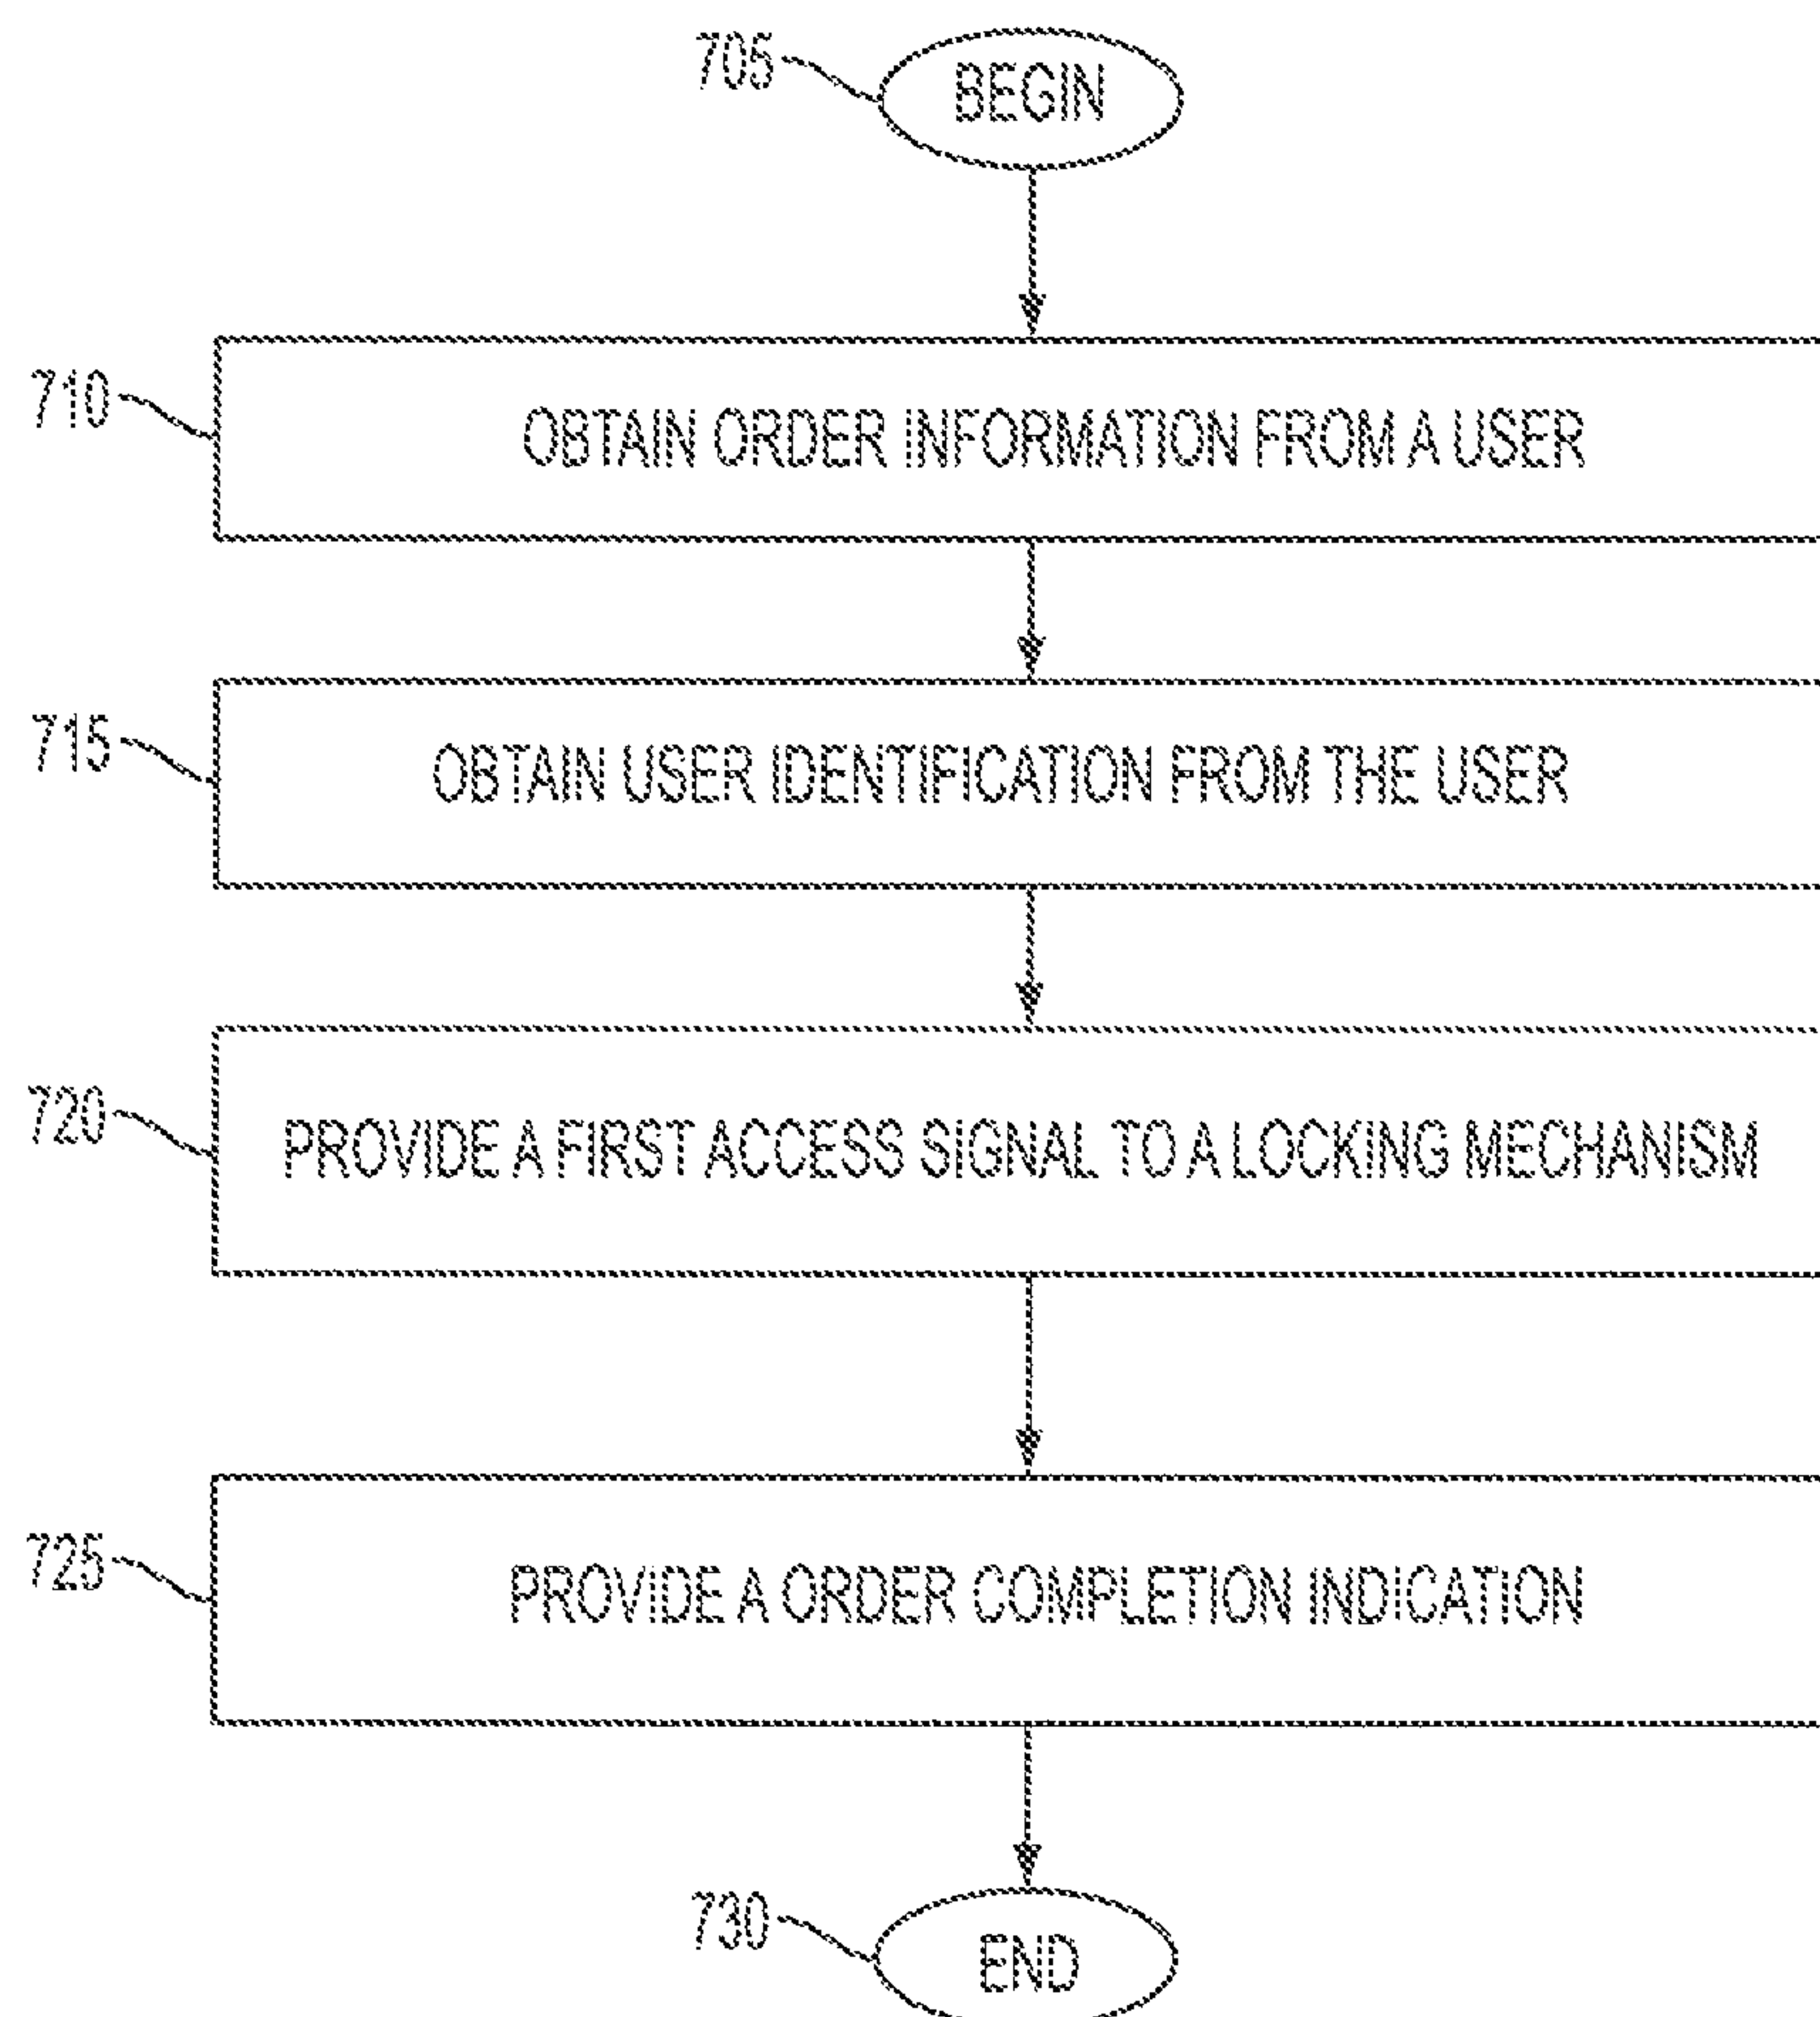 705
BEGIN
710
OBTAIN ORDER INFORMATION FROM A USER
715
OBTAIN USER IDENTIFICATION FROM THE USER
720
PROVIDE A FIRST ACCESS SIGNAL TO A LOCKING MECHANISM
725
PROVIDE A ORDER COMPLETION INDICATION
730
END